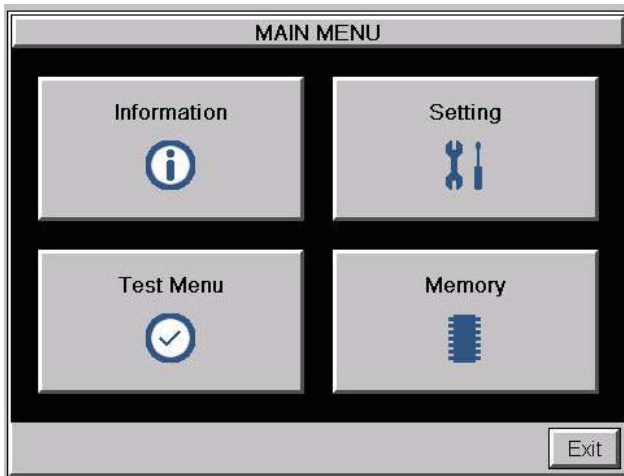 MAIN MENU
Information
Setting
Test Menu
Memory
Exit